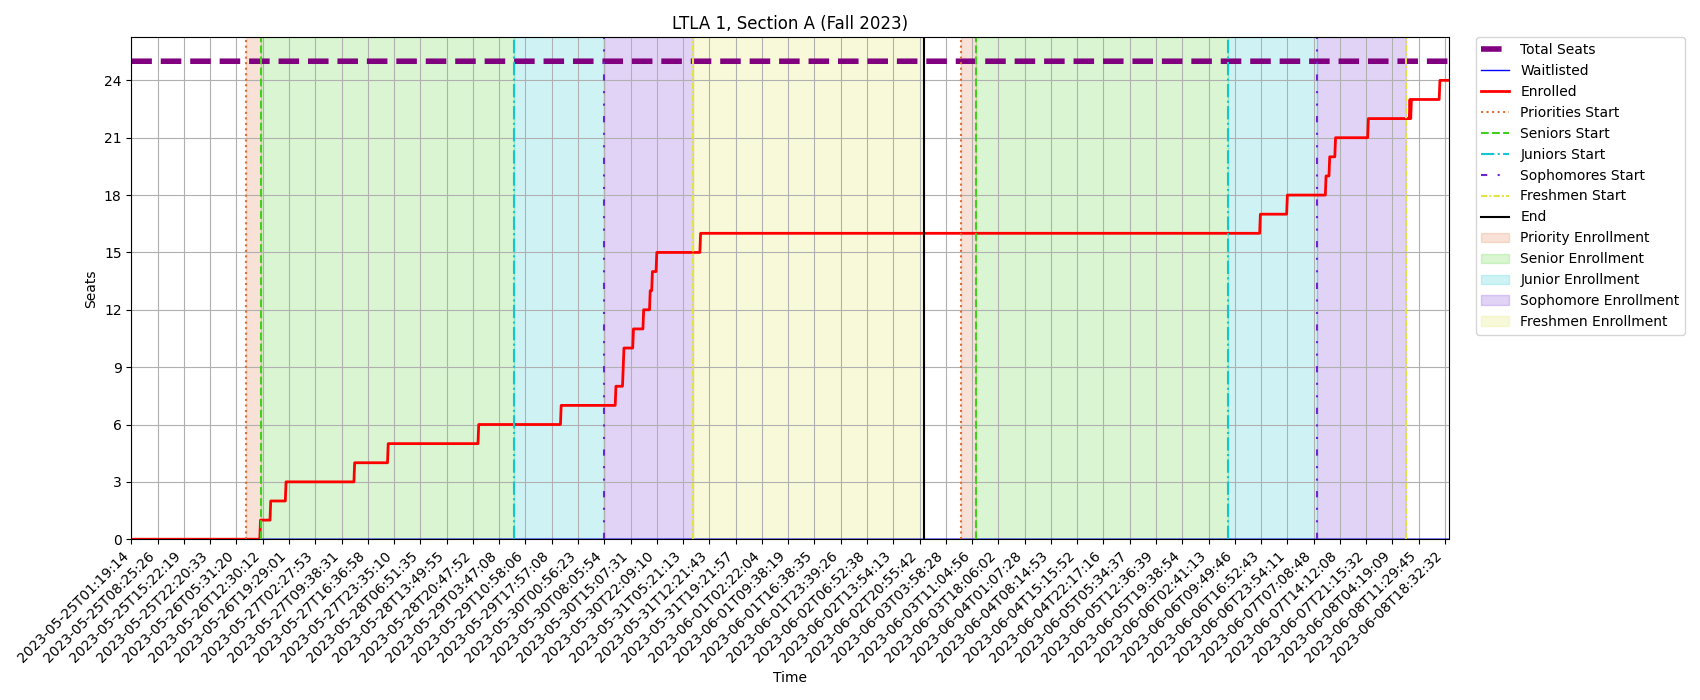 LTLA 1, Section A (Fall 2023)
Seats
24
21
18
15
12
9
6
3
0
2023-05-25T01:19:14
2023-05-25T08:25:26
2023-05-25T15:22:19
2023-05-25T22:20:33
2023-05-26T05:31:20
2023-05-26T12:30:12
2023-05-26T19:29:01
2023-05-27T02:27:53
2023-05-27T09:38:31
2023-05-27T16:36:58
2023-05-27T23:35:10
2023-05-28T06:51:35
2023-05-28T13:49:55
2023-05-28T20:47:52
2023-05-29T03:47:08
2023-05-29T10:58:06
2023-05-29T17:57:08
2023-05-30T00:56:23
2023-05-30T08:05:54
2023-05-30T15:07:31
2023-05-30T22:09:10
2023-05-31T05:21:13
2023-05-31T12:21:43
2023-05-31T19:21:57
2023-06-01T02:22:04
2023-06-01T09:38:19
2023-06-01T16:38:35
2023-06-01T23:39:26
2023-06-02T06:52:38
2023-06-02T13:54:13
2023-06-02T20:55:42
2023-06-03T03:58:28
2023-06-03T11:04:56
2023-06-03T18:06:02
2023-06-04T01:07:28
2023-06-04T08:14:53
2023-06-04T15:15:52
2023-06-04T22:17:16
2023-06-05T05:34:37
2023-06-05T12:36:39
2023-06-05T19:38:54
2023-06-06T02:41:13
2023-06-06T09:49:46
2023-06-06T16:52:43
2023-06-06T23:54:11
2023-06-07T07:08:48
2023-06-07T14:12:08
2023-06-07T21:15:32
2023-06-08T04:19:09
2023-06-08T11:29:45
2023-06-08T18:32:32
Time
Total Seats
Waitlisted
Enrolled
Priorities Start
Seniors Start
Juniors Start
Sophomores Start
Freshmen Start
End
Priority Enrollment
Senior Enrollment
Junior Enrollment
Sophomore Enrollment
Freshmen Enrollment